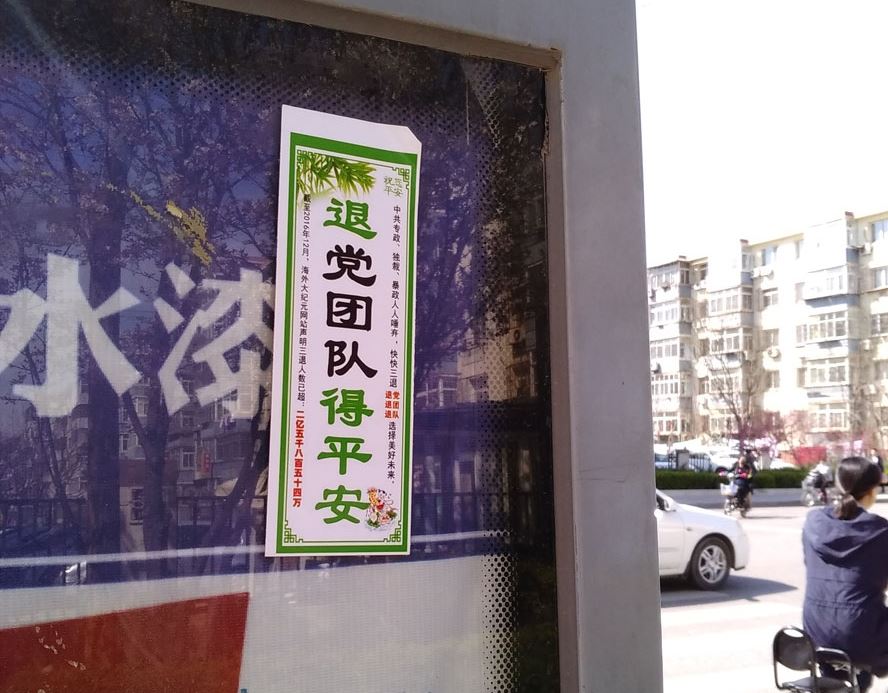 水漆
祝您
平安
中共专政、独裁、暴政人人唾弃，快快三退 党团队 退退退 选择美好未来，
退党团队得平安
截至2016年12月，海外大纪元网站声明三退人数已超：二亿五千八百五十四万